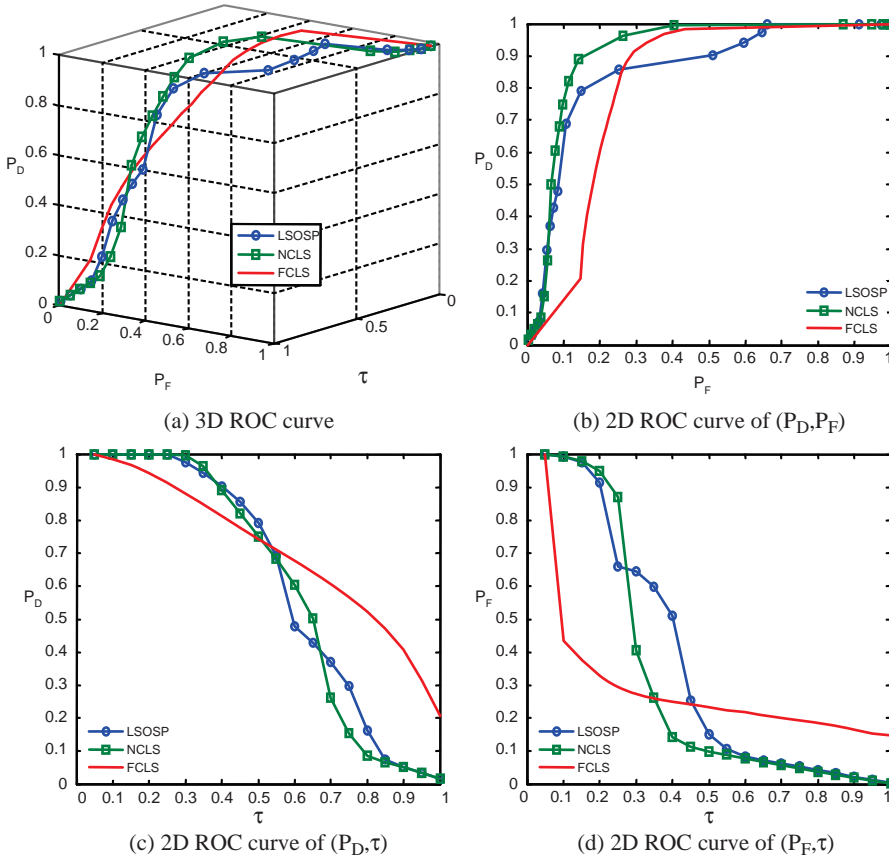 1
0.8
0.6
P_D
0.4
0.2
0
0
0.2
0.4
0.6
0.8
1
P_F
1
0.5
0
τ
LSOSP
NCLS
FCLS
(a) 3D ROC curve
1
0.9
0.8
0.7
0.6
P_D
0.5
0.4
0.3
0.2
0.1
0
0 0.1 0.2 0.3 0.4 0.5 0.6 0.7 0.8 0.9 1
P_F
LSOSP
NCLS
FCLS
(b) 2D ROC curve of (P_D,P_F)
1
0.9
0.8
0.7
0.6
P_D
0.5
0.4
0.3
0.2
0.1
0
0 0.1 0.2 0.3 0.4 0.5 0.6 0.7 0.8 0.9 1
τ
LSOSP
NCLS
FCLS
(c) 2D ROC curve of (P_D,τ)
1
0.9
0.8
0.7
0.6
P_F
0.5
0.4
0.3
0.2
0.1
0
0 0.1 0.2 0.3 0.4 0.5 0.6 0.7 0.8 0.9 1
τ
LSOSP
NCLS
FCLS
(d) 2D ROC curve of (P_F,τ)